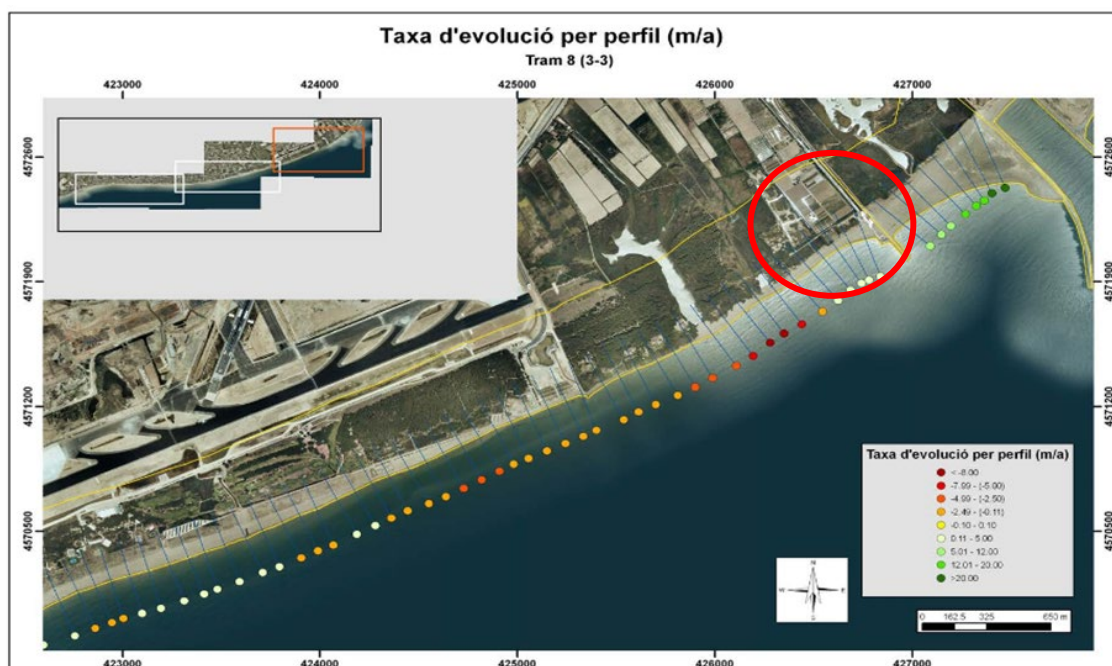 Taxa d'evolució per perfil (m/a)
Tram 8 (3-3)
423000 424000 425000 426000 427000
4572600 4572600
4571900 4571900
4571200 4571200
4570500 4570500
Taxa d'evolució per perfil (m/a)
< -8.00
-7.99 - (-5.00)
-4.99 - (-2.50)
-2.49 - (-0.11)
-0.10 - 0.10
0.11 - 5.00
5.01 - 12.00
12.01 - 20.00
>20.00
N
W E
S
0 162.5 325 650 m
423000 424000 425000 426000 427000